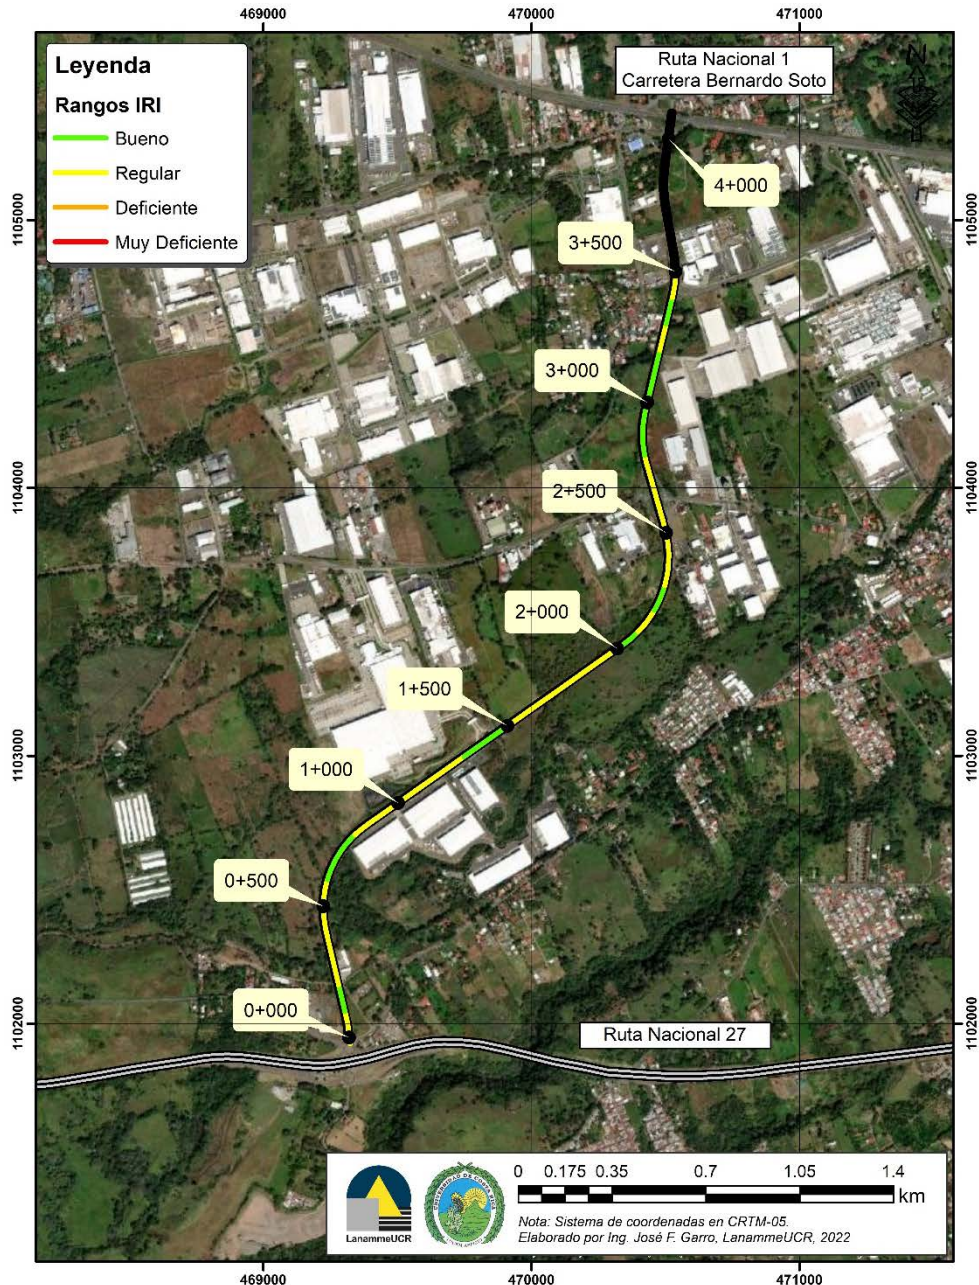 469000
470000
471000
Leyenda
Rangos IRI
Bueno
Regular
Deficiente
Muy Deficiente
Ruta Nacional 1
Carretera Bernardo Soto
N
4+000
1105000
1105000
3+500
3+000
1104000
1104000
2+500
2+000
1+500
1103000
1103000
1+000
0+500
0+000
1102000
1102000
Ruta Nacional 27
LanammeUCR
UNIVERSIDAD DE COSTA RICA
0 0.175 0.35 0.7 1.05 1.4
km
Nota: Sistema de coordenadas en CRTM-05.
Elaborado por Ing. José F. Garro, LanammeUCR, 2022
469000
470000
471000